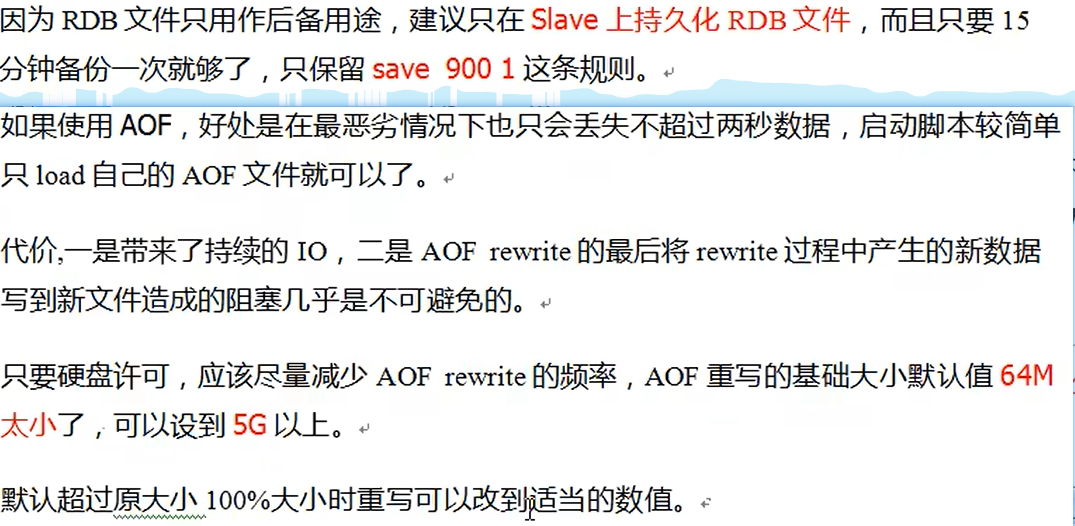 因为 RDB 文件只用作后备用途，建议只在 Slave 上持久化 RDB 文件，而且只要 15
分钟备份一次就够了，只保留 save 900 1 这条规则。
如果使用 AOF，好处是在最恶劣情况下也只会丢失不超过两秒数据，启动脚本较简单
只 load 自己的 AOF 文件就可以了。
代价,一是带来了持续的 IO，二是 AOF rewrite 的最后将 rewrite 过程中产生的新数据
写到新文件造成的阻塞几乎是不可避免的。
只要硬盘许可，应该尽量减少 AOF rewrite 的频率，AOF 重写的基础大小默认值 64M
太小了，可以设到 5G 以上。
默认超过原大小 100%大小时重写可以改到适当的数值。